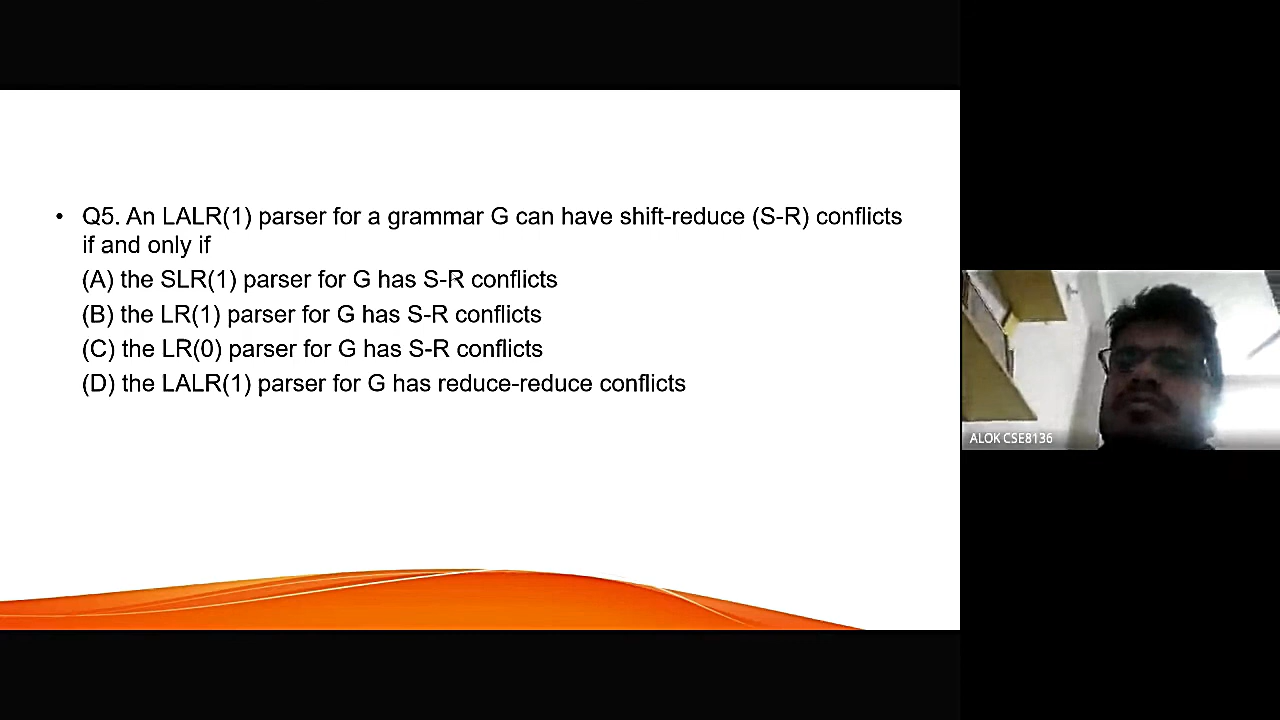 • Q5. An LALR(1) parser for a grammar G can have shift-reduce (S-R) conflicts
if and only if
(A) the SLR(1) parser for G has S-R conflicts
(B) the LR(1) parser for G has S-R conflicts
(C) the LR(0) parser for G has S-R conflicts
(D) the LALR(1) parser for G has reduce-reduce conflicts
ALOK CSE8136